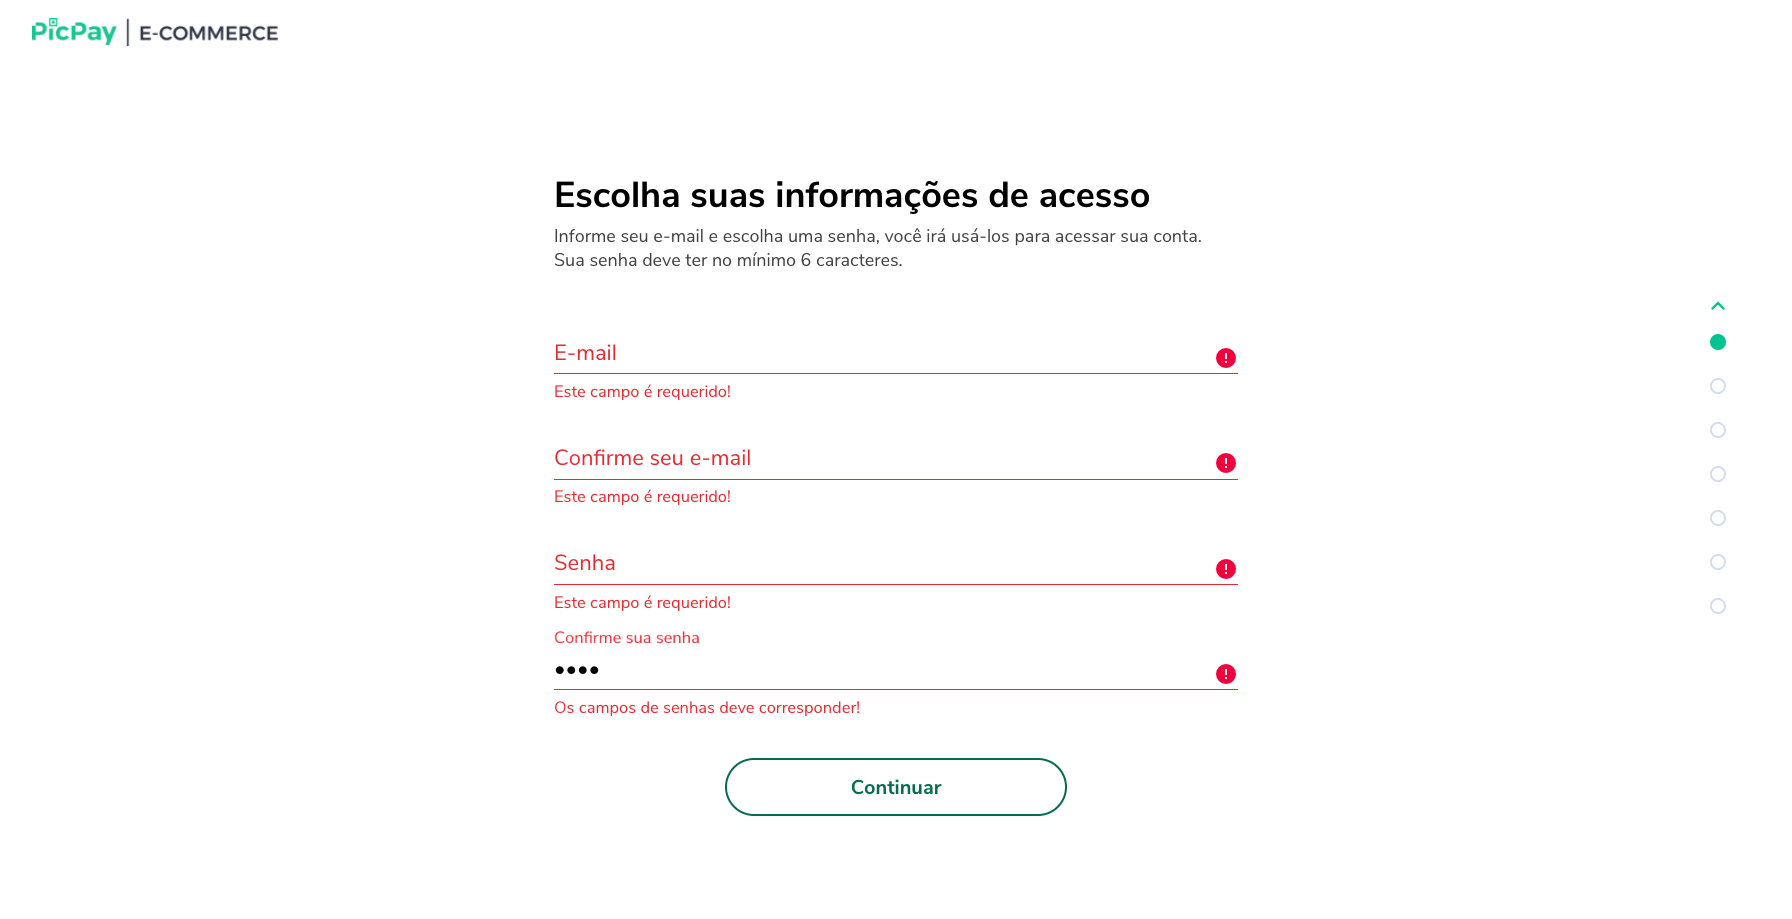 PicPay | E-COMMERCE
Escolha suas informações de acesso
Informe seu e-mail e escolha uma senha, você irá usá-los para acessar sua conta.
Sua senha deve ter no mínimo 6 caracteres.
E-mail
Este campo é requerido!
Confirme seu e-mail
Este campo é requerido!
Senha
Este campo é requerido!
Confirme sua senha
••••
Os campos de senhas deve corresponder!
Continuar